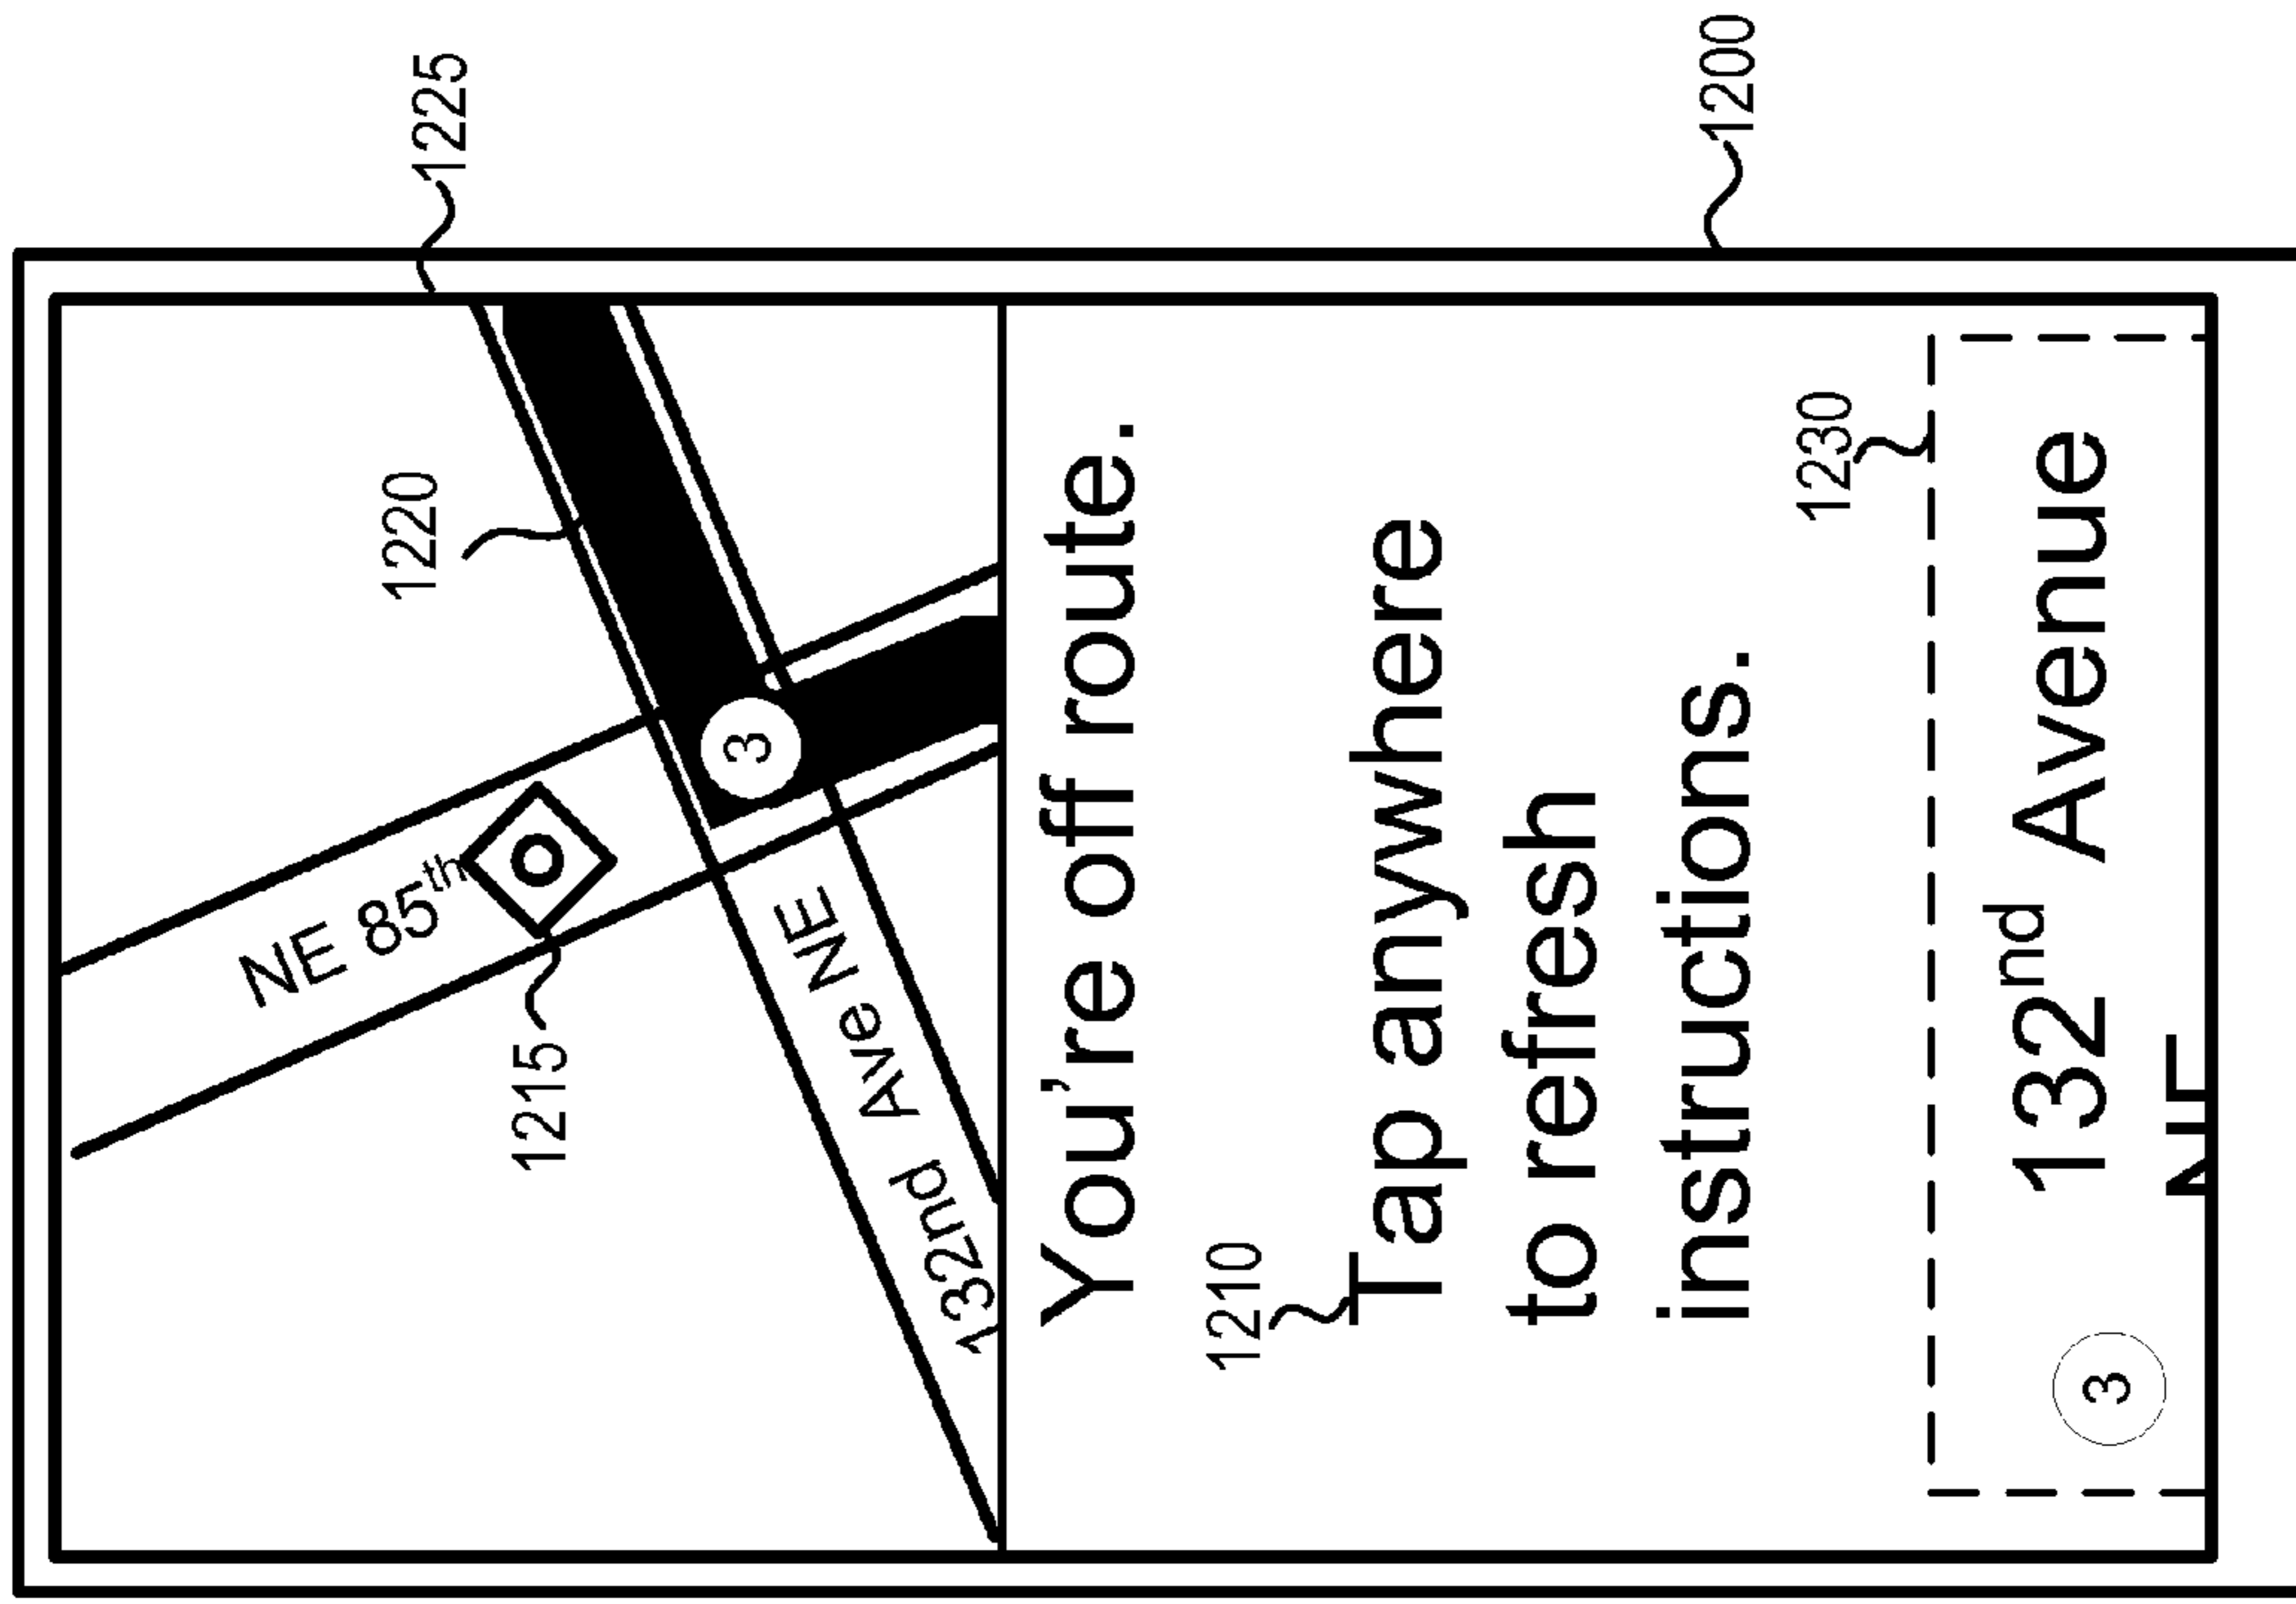 1225
1220
NE 85th
3
132nd Ave NE
1215
You're off route.
1210
Tap anywhere
to refresh
instructions.
1200
1230
3 132nd Avenue
NE